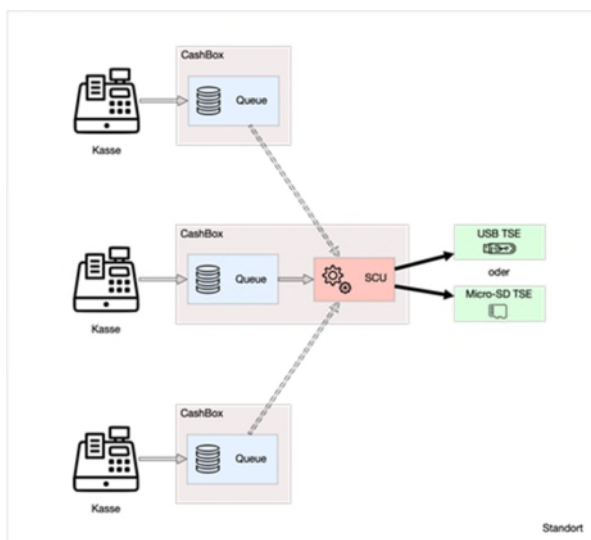 CashBox
Queue
Kasse
CashBox
Queue
SCU
USB TSE
oder
Micro-SD TSE
Kasse
CashBox
Queue
Kasse
Standort